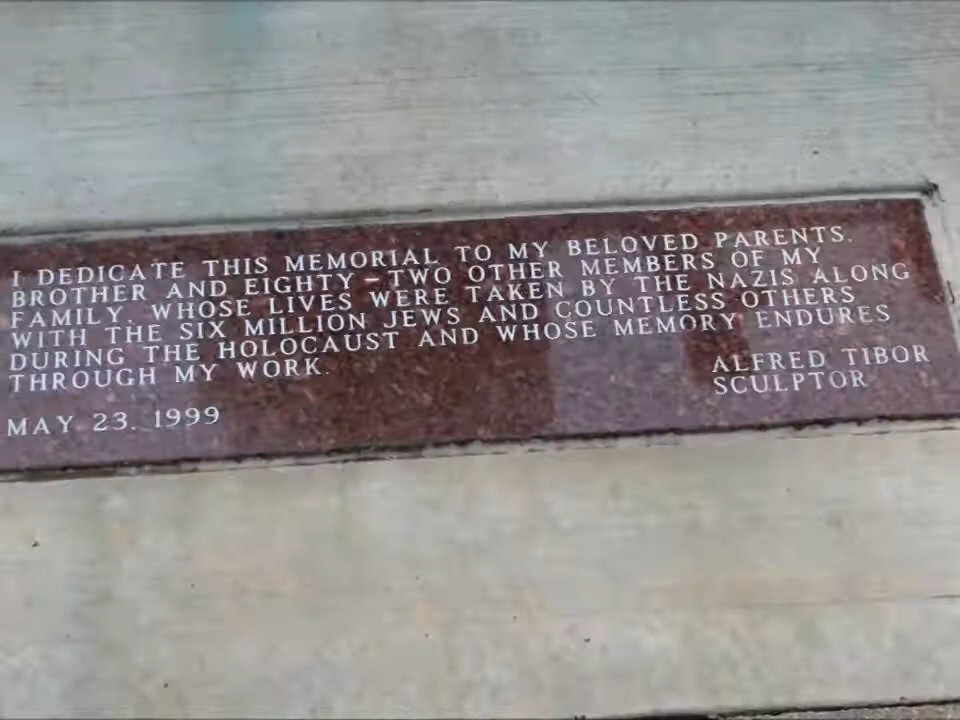 I DEDICATE THIS MEMORIAL TO MY BELOVED PARENTS,
BROTHER AND EIGHTY-TWO OTHER MEMBERS OF MY
FAMILY, WHOSE LIVES WERE TAKEN BY THE NAZIS ALONG
WITH THE SIX MILLION JEWS AND COUNTLESS OTHERS
DURING THE HOLOCAUST AND WHOSE MEMORY ENDURES
THROUGH MY WORK.
ALFRED TIBOR
SCULPTOR
MAY 23, 1999